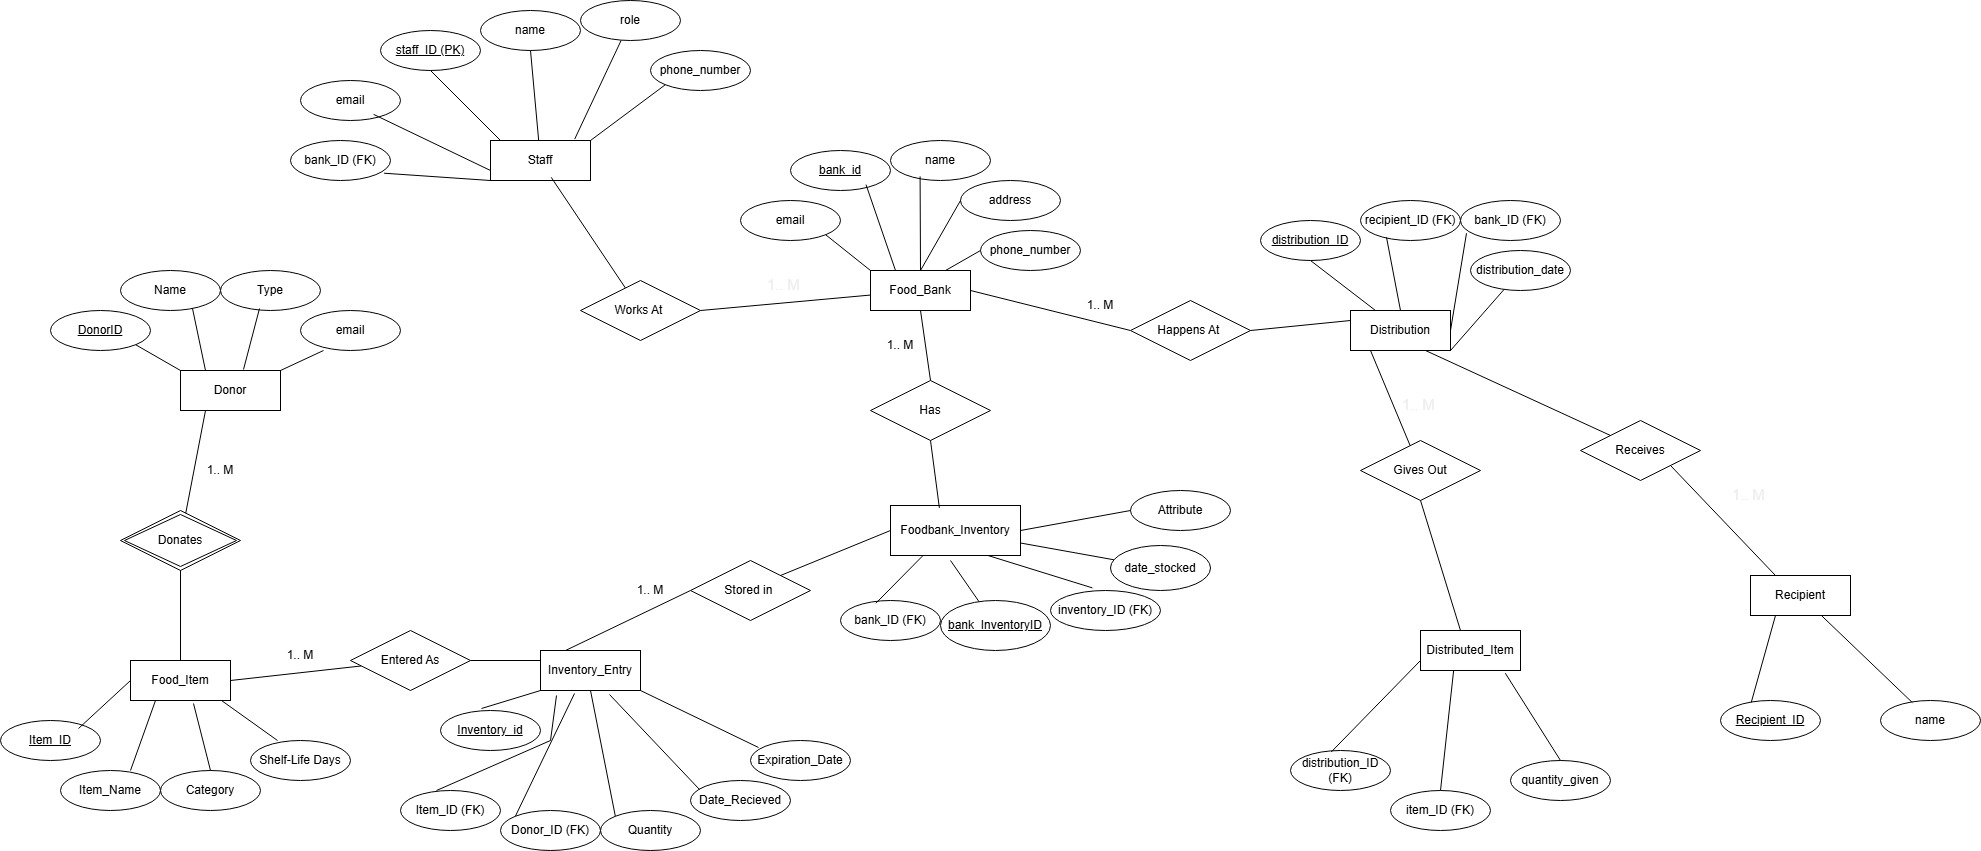 role
name
staff_ID (PK)
phone_number
email
bank_ID (FK)
Staff
name
bank_id
address
email
phone_number
recipient_ID (FK)
bank_ID (FK)
distribution_ID
distribution_date
Name
Type
DonorID
email
1.. M
Food_Bank
1.. M
Works At
Happens At
Distribution
1.. M
Donor
Has
1.. M
Receives
1.. M
Gives Out
1.. M
Attribute
Foodbank_Inventory
Donates
date_stocked
1.. M
Stored in
Recipient
inventory_ID (FK)
bank_ID (FK)
bank_InventoryID
1.. M
Entered As
Distributed_Item
Food_Item
Inventory_Entry
Recipient_ID
name
Inventory_id
Item_ID
Shelf-Life Days
Expiration_Date
distribution_ID
(FK)
quantity_given
Item_Name
Category
Date_Recieved
Item_ID (FK)
item_ID (FK)
Donor_ID (FK)
Quantity